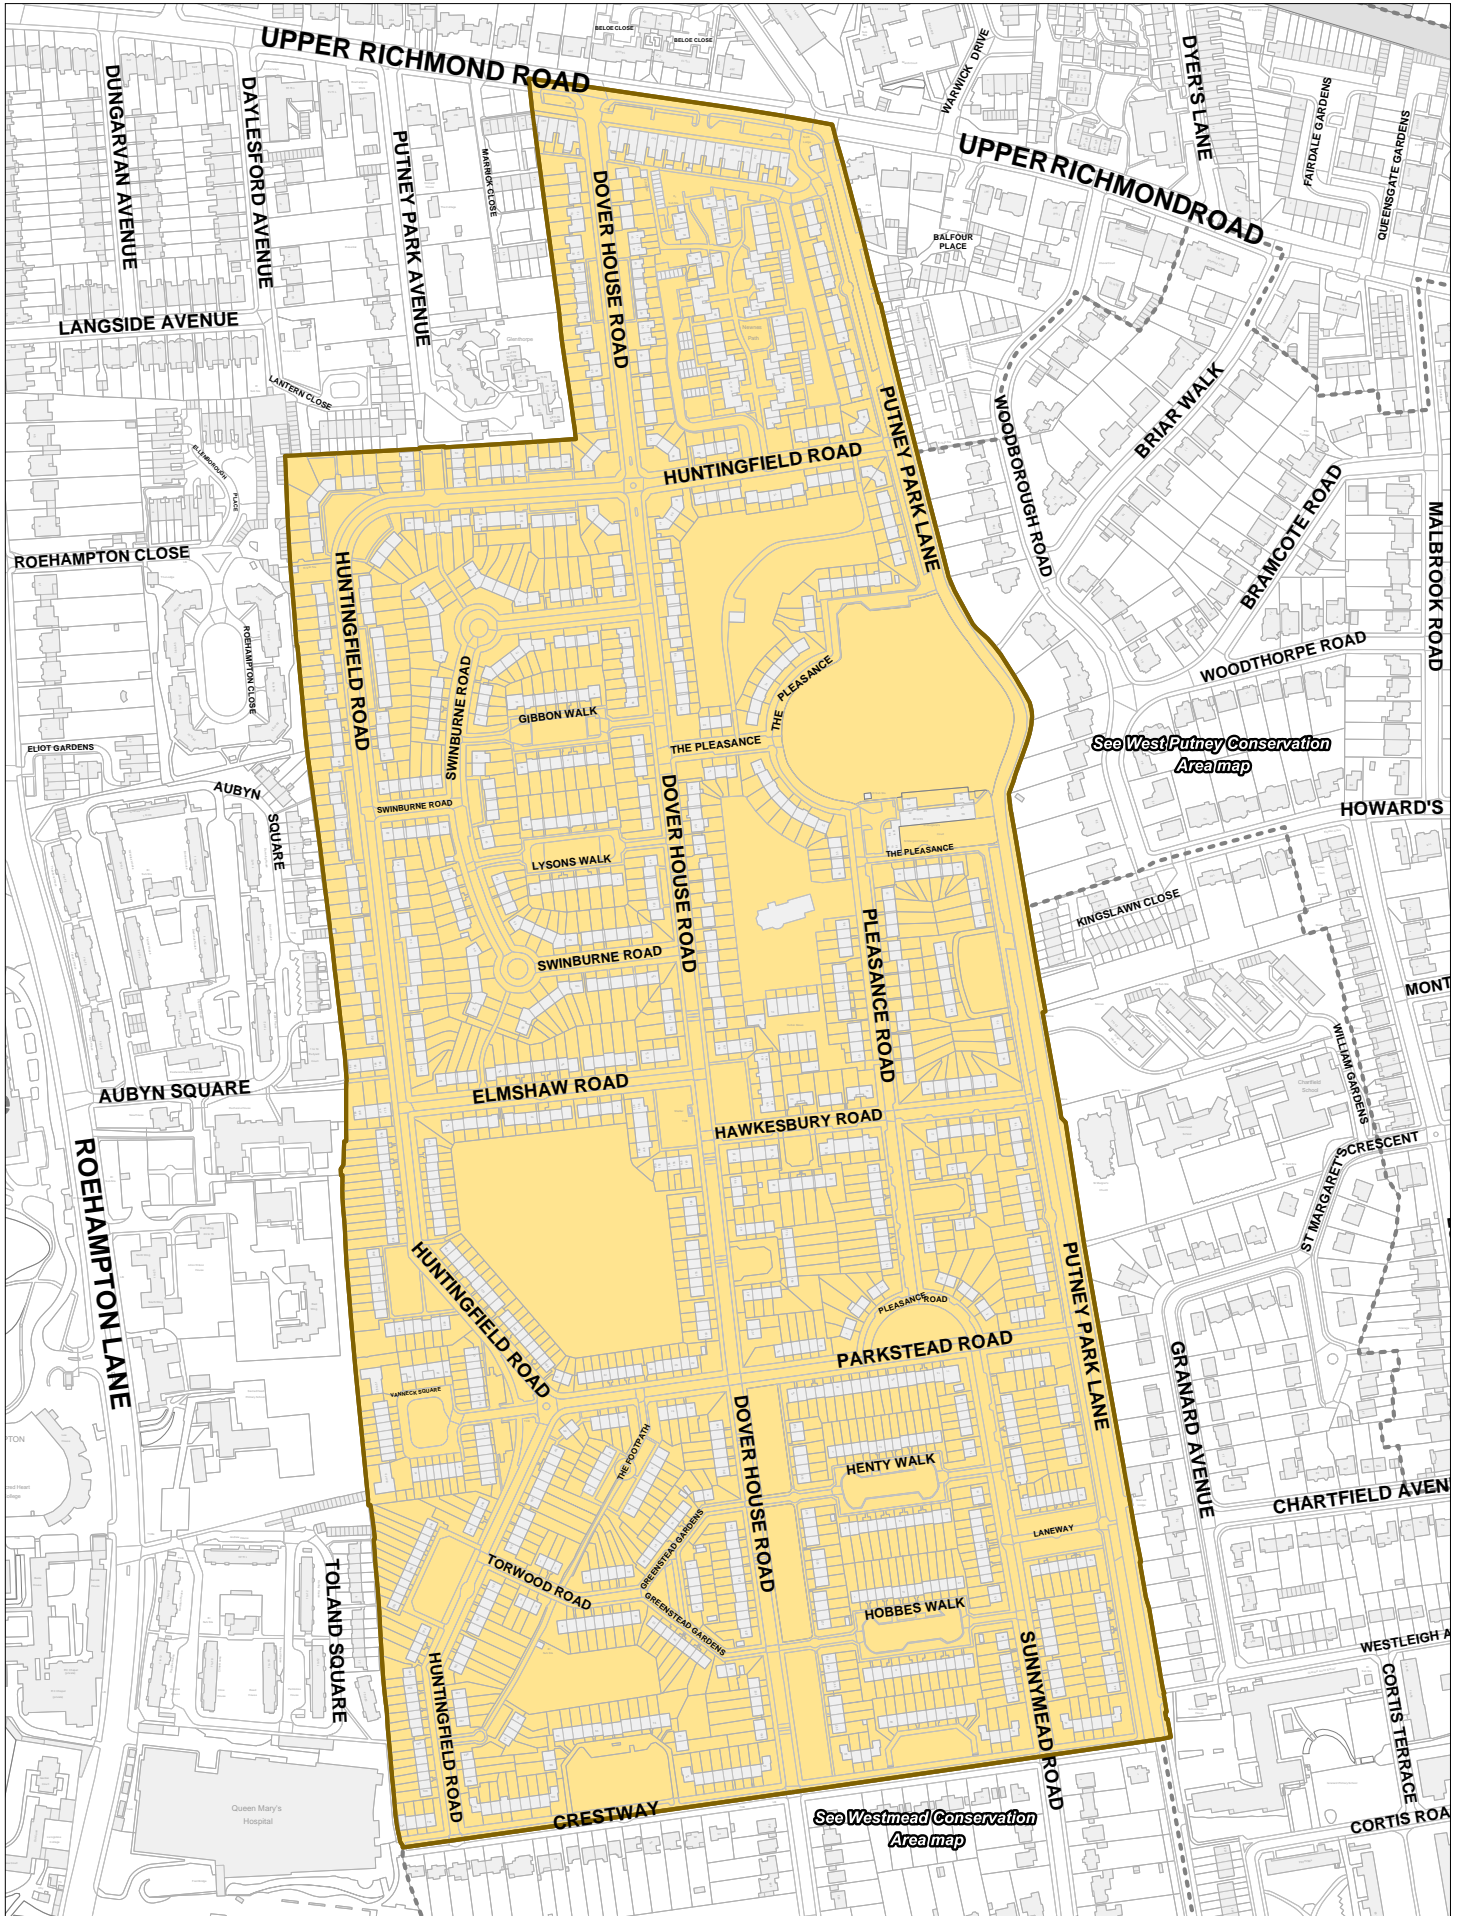 BELOE CLOSE
BELOE CLOSE
UPPER RICHMOND ROAD
WARWICK DRIVE
DYER'S LANE
FAIRDALE GARDENS
QUEENSGATE GARDENS
DUNGARVAN AVENUE
DAYLESFORD AVENUE
PUTNEY PARK AVENUE
MARRICK CLOSE
DOVER HOUSE ROAD
UPPER RICHMOND ROAD
BALFOUR
PLACE
LANGSIDE AVENUE
LANTERN CLOSE
Glenthorpe
Newnes
Path
PUTNEY PARK LANE
WOODBOROUGH ROAD
BRIAR WALK
BRAMCOTE ROAD
MALBROOK ROAD
ELLENBOROUGH
PLACE
HUNTINGFIELD ROAD
ROEHAMPTON CLOSE
HUNTINGFIELD ROAD
ROEHAMPTON CLOSE
SWINBURNE ROAD
THE PLEASANCE
WOODTHORPE ROAD
GIBBON WALK
THE PLEASANCE
See West Putney Conservation
Area map
ELIOT GARDENS
AUBYN
SQUARE
SWINBURNE ROAD
DOVER HOUSE ROAD
HOWARD'S
LYSONS WALK
THE PLEASANCE
KINGSLAWN CLOSE
PLEASANCE ROAD
SWINBURNE ROAD
MONT
WILLIAM GARDENS
Chartfield
School
AUBYN SQUARE
ELMSHAW ROAD
HAWKESBURY ROAD
ST MARGARET'S CRESCENT
ROEHAMPTON LANE
HUNTINGFIELD ROAD
PUTNEY PARK LANE
PLEASANCE ROAD
PARKSTEAD ROAD
GRANARD AVENUE
VANNECK SQUARE
DOVER HOUSE ROAD
THE FOOTPATH
HENTY WALK
CHARTFIELD AVEN
LANEWAY
GREENSTEAD GARDENS
TORWOOD ROAD
GREENSTEAD GARDENS
HOBBES WALK
TOLAND SQUARE
HUNTINGFIELD ROAD
SUNNYMEAD ROAD
WESTLEIGH A
CORTIS TERRACE
Queen Mary's
Hospital
CRESTWAY
See Westmead Conservation
Area map
CORTIS ROA